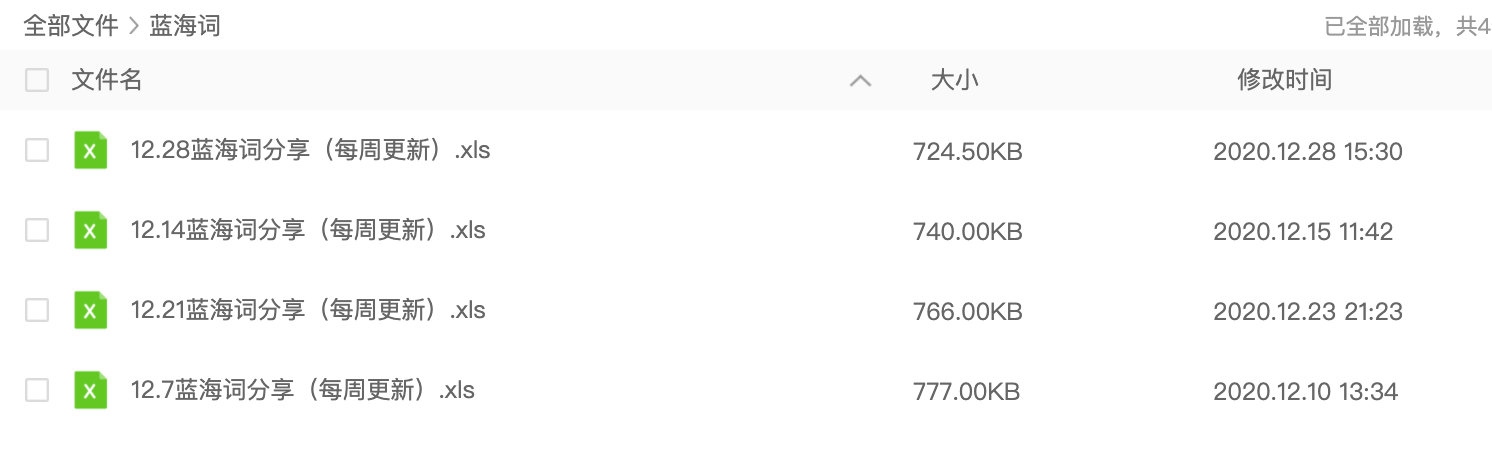 全部文件 > 蓝海词 已全部加载，共4
文件名 大小 修改时间
12.28蓝海词分享（每周更新）.xls 724.50KB 2020.12.28 15:30
12.14蓝海词分享（每周更新）.xls 740.00KB 2020.12.15 11:42
12.21蓝海词分享（每周更新）.xls 766.00KB 2020.12.23 21:23
12.7蓝海词分享（每周更新）.xls 777.00KB 2020.12.10 13:34